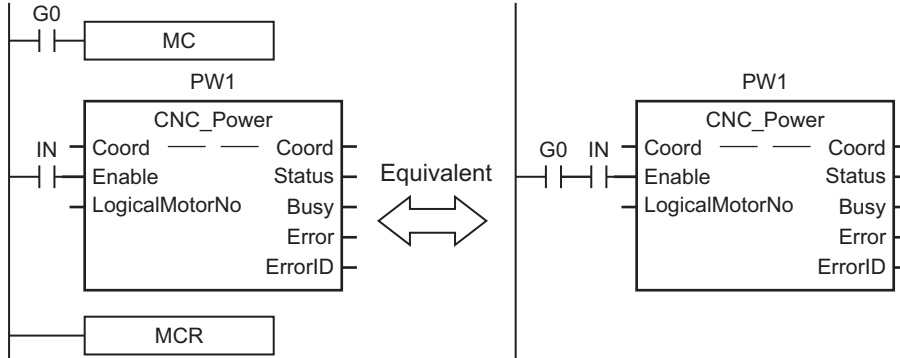 G0
MC
PW1
CNC_Power
IN
Coord Coord
Enable Status
LogicalMotorNo Busy
Error
ErrorID
MCR
Equivalent
PW1
CNC_Power
G0 IN
Coord Coord
Enable Status
LogicalMotorNo Busy
Error
ErrorID